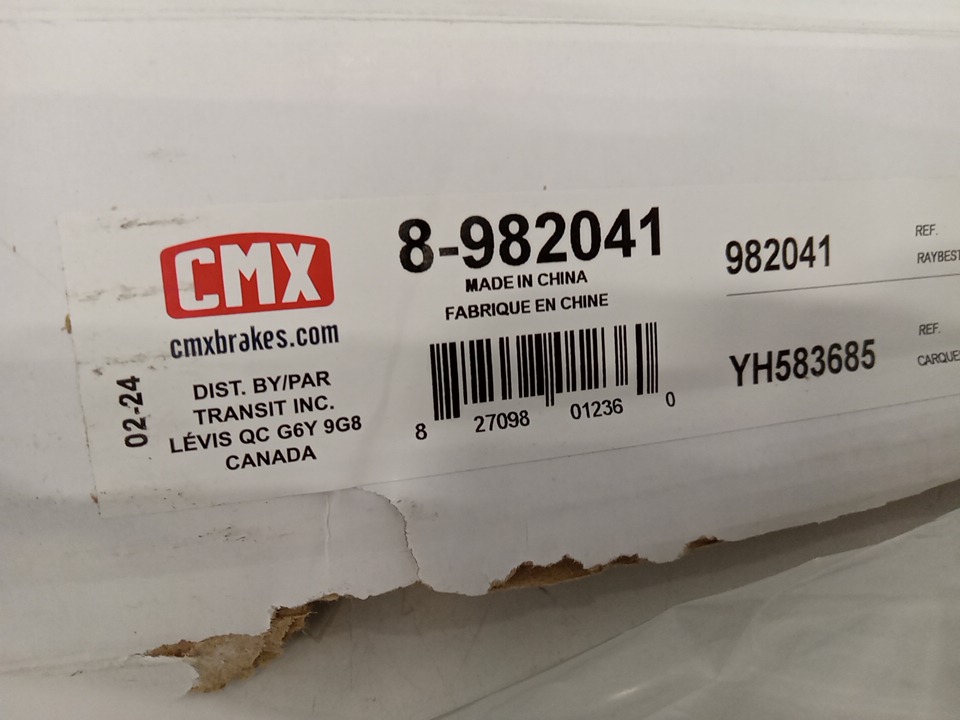 CMX
cmxbrakes.com
02-24
DIST. BY/PAR
TRANSIT INC.
LÉVIS QC G6Y 9G8
CANADA
8-982041
MADE IN CHINA
FABRIQUE EN CHINE
8 27098 01236 0
982041
REF.
YH583685
REF.